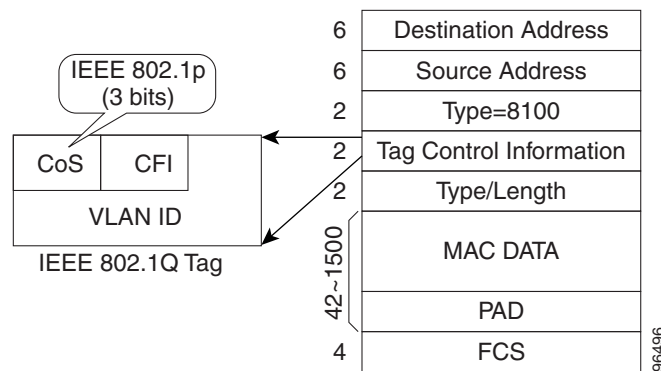 IEEE 802.1p
(3 bits)
CoS
CFI
VLAN ID
IEEE 802.1Q Tag
6 Destination Address
6 Source Address
2 Type=8100
2 Tag Control Information
2 Type/Length
42~1500
MAC DATA
PAD
4 FCS
96496